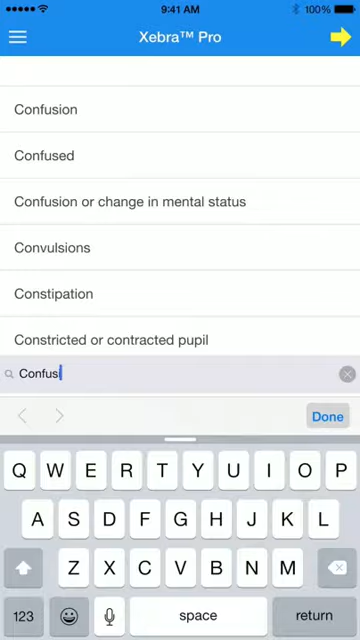 9:41 AM 100%
Xebra™ Pro
Confusion
Confused
Confusion or change in mental status
Convulsions
Constipation
Constricted or contracted pupil
Confusi
Done
Q W E R T Y U I O P
A S D F G H J K L
Z X C V B N M
123 space return